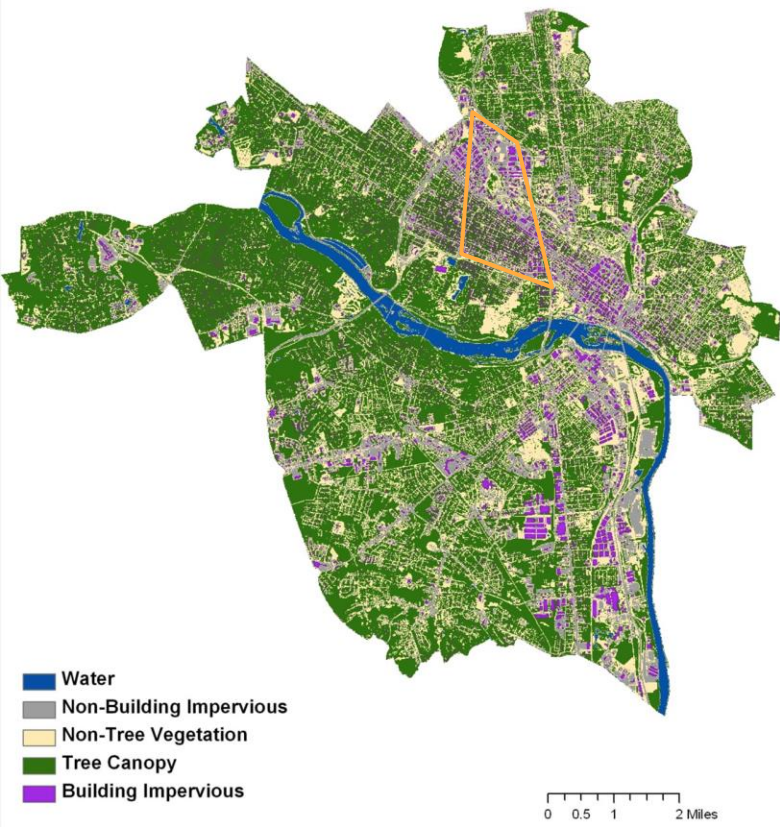 Water
Non-Building Impervious
Non-Tree Vegetation
Tree Canopy
Building Impervious
0 0.5 1 2 Miles